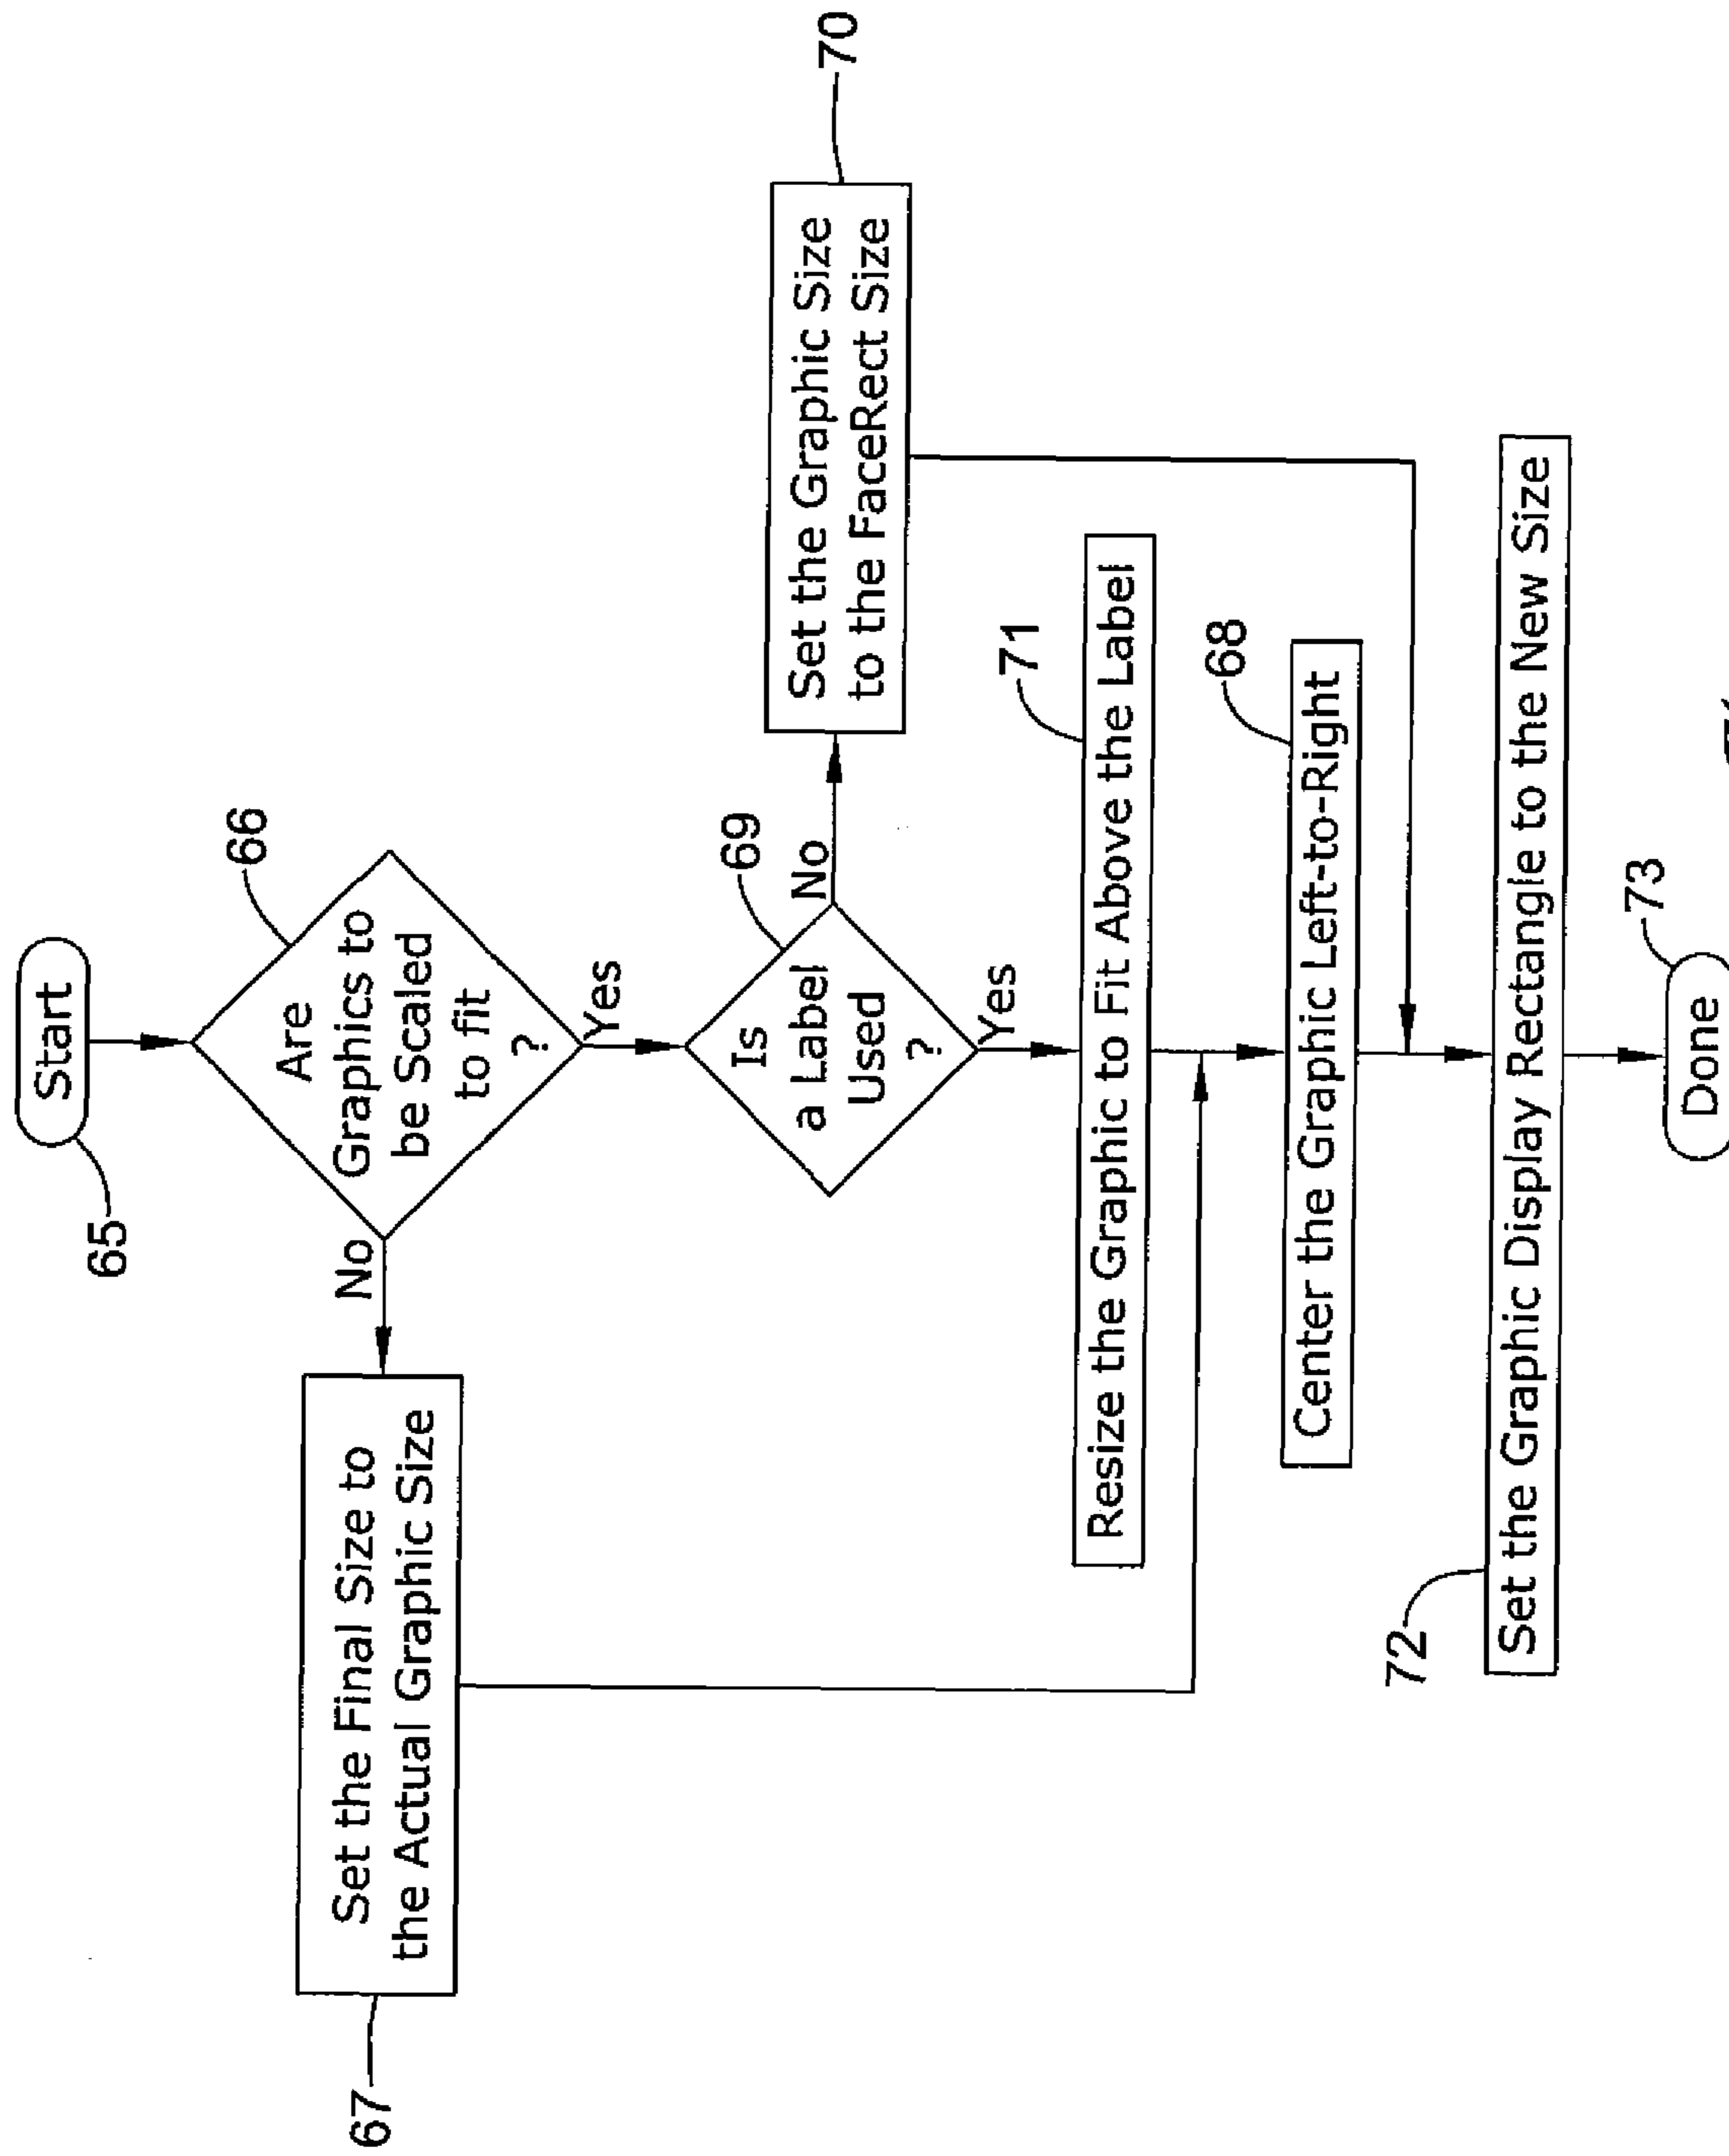 Start
65
66
Are
Graphics to
be Scaled
to fit
?
No
Yes
67
Set the Final Size to
the Actual Graphic Size
69
Is
a Label
Used
?
No
Yes
70
Set the Graphic Size
to the FaceRect Size
71
Resize the Graphic to Fit Above the Label
68
Center the Graphic Left-to-Right
72
Set the Graphic Display Rectangle to the New Size
73
Done